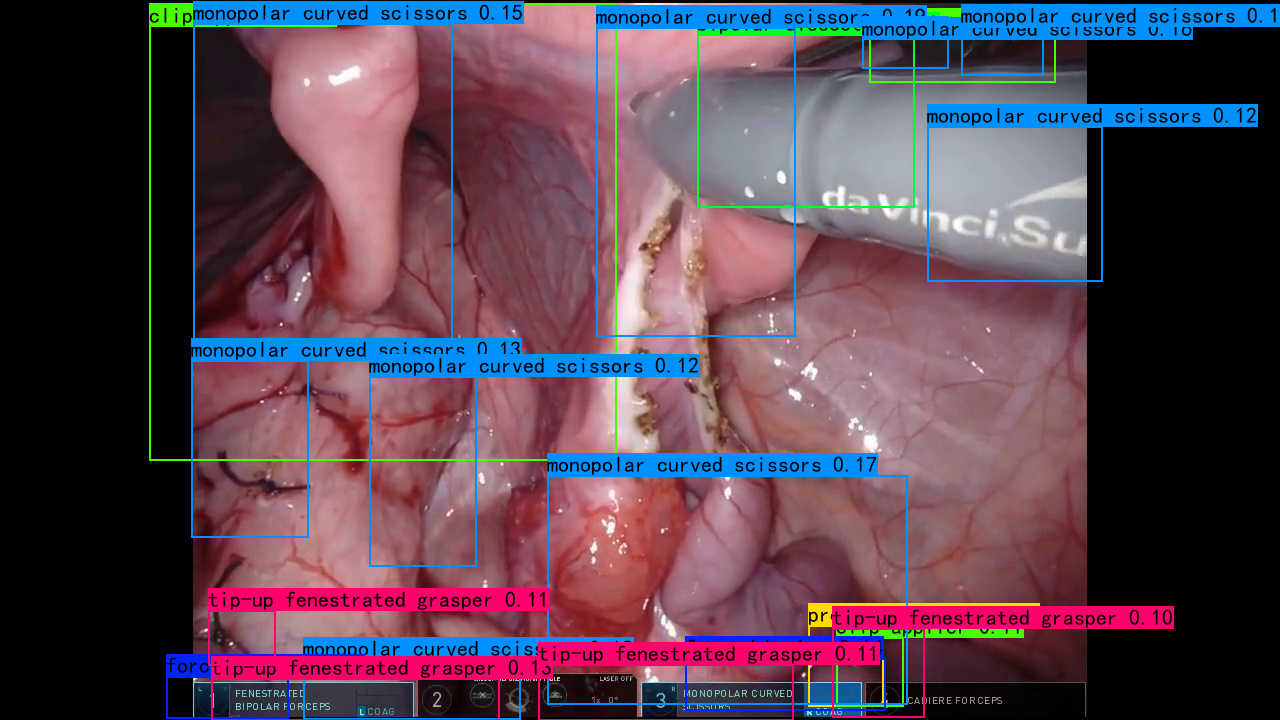 clip
monopolar curved scissors 0.15
monopolar curved scissors 0.1
monopolar curved scissors
monopolar curved scissors 0.12
da Vinci.Su
monopolar curved scissors 0.13
monopolar curved scissors 0.12
monopolar curved scissors 0.17
tip-up fenestrated grasper 0.11
pr
tip-up fenestrated grasper 0.10
monopolar curved sciss
tip-up fenestrated grasper 0.11
forc
tip-up fenestrated grasper 0.13
LASER OFF
1x 0°
FENESTRATED
BIPOLAR FORCEPS
L COAG
2
3
MONOPOLAR CURVED
SCISSORS
R COAG
CADIERE FORCEPS